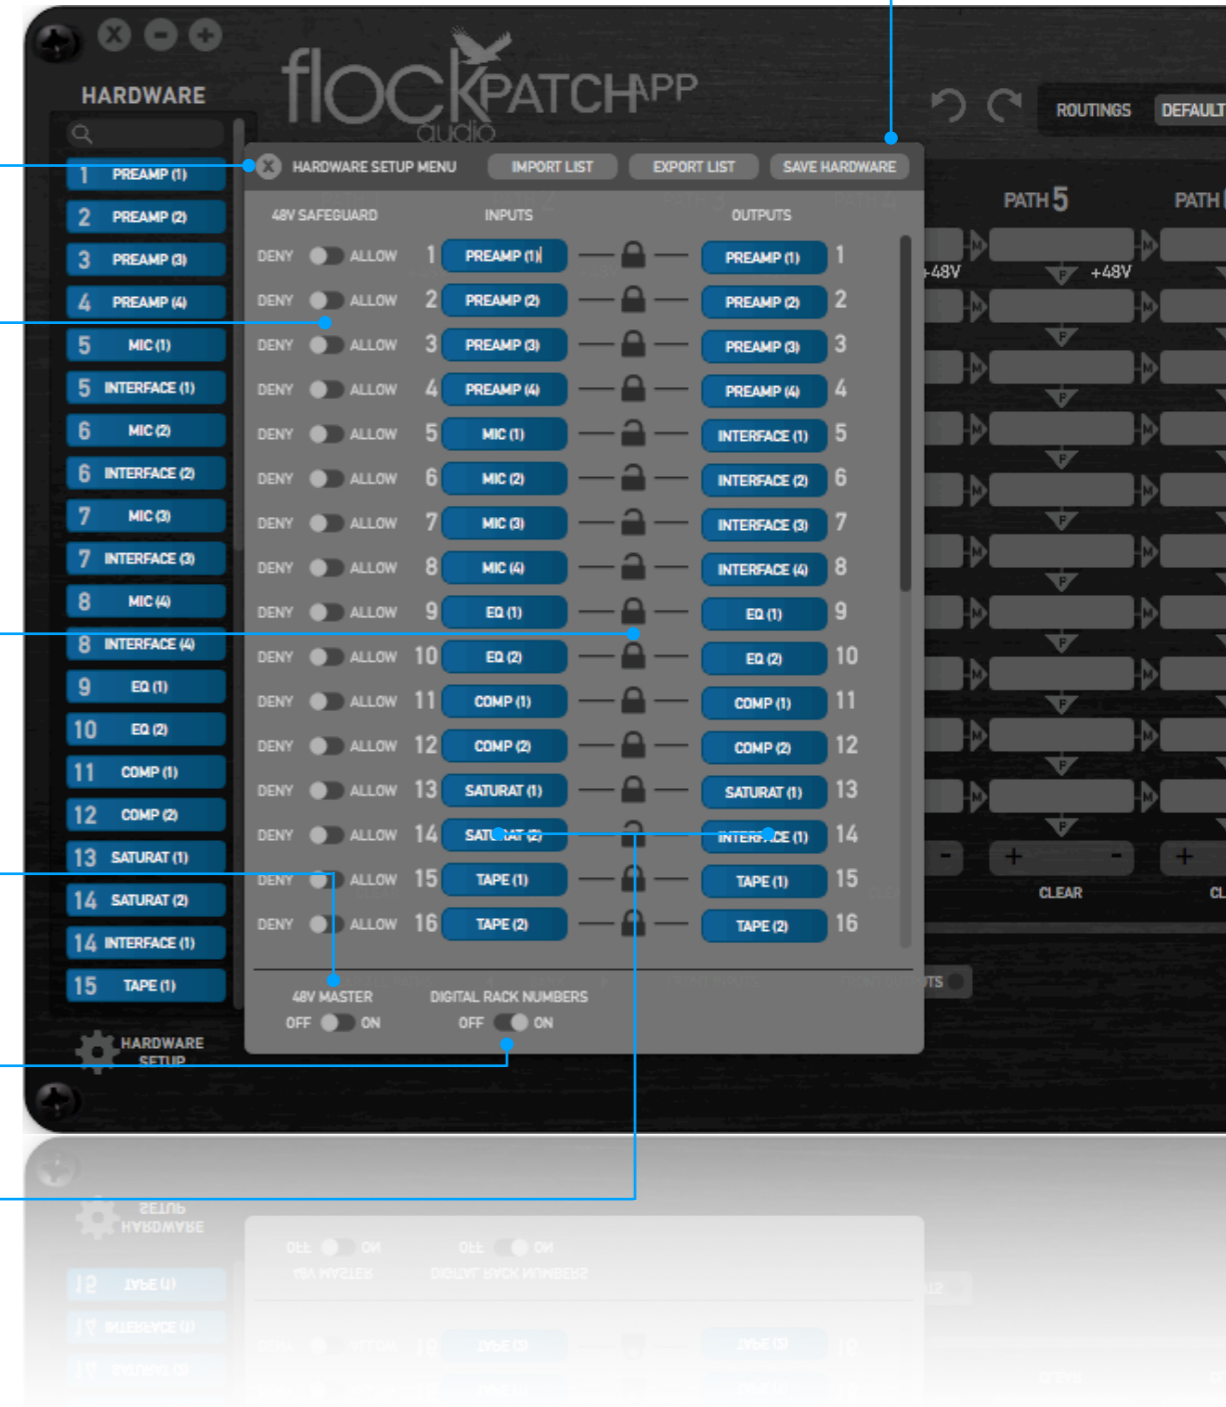 X - +
flock PATCH APP
audio
HARDWARE
ROUTINGS DEFAULT
1 PREAMP (1)
2 PREAMP (2)
3 PREAMP (3)
4 PREAMP (4)
5 MIC (1)
5 INTERFACE (1)
6 MIC (2)
6 INTERFACE (2)
7 MIC (3)
7 INTERFACE (3)
8 MIC (4)
8 INTERFACE (4)
9 EQ (1)
10 EQ (2)
11 COMP (1)
12 COMP (2)
13 SATURAT (1)
14 SATURAT (2)
14 INTERFACE (1)
15 TAPE (1)
HARDWARE
SETUP
X HARDWARE SETUP MENU IMPORT LIST EXPORT LIST SAVE HARDWARE
48V SAFEGUARD INPUTS OUTPUTS
DENY ALLOW 1 PREAMP (1) PREAMP (1) 1
DENY ALLOW 2 PREAMP (2) PREAMP (2) 2
DENY ALLOW 3 PREAMP (3) PREAMP (3) 3
DENY ALLOW 4 PREAMP (4) PREAMP (4) 4
DENY ALLOW 5 MIC (1) INTERFACE (1) 5
DENY ALLOW 6 MIC (2) INTERFACE (2) 6
DENY ALLOW 7 MIC (3) INTERFACE (3) 7
DENY ALLOW 8 MIC (4) INTERFACE (4) 8
DENY ALLOW 9 EQ (1) EQ (1) 9
DENY ALLOW 10 EQ (2) EQ (2) 10
DENY ALLOW 11 COMP (1) COMP (1) 11
DENY ALLOW 12 COMP (2) COMP (2) 12
DENY ALLOW 13 SATURAT (1) SATURAT (1) 13
DENY ALLOW 14 SATURAT (2) INTERFACE (1) 14
DENY ALLOW 15 TAPE (1) TAPE (1) 15
DENY ALLOW 16 TAPE (2) TAPE (2) 16
48V MASTER DIGITAL RACK NUMBERS
OFF ON OFF ON
PATH 5 PATH
+48V +48V
M M
F
- + - +
CLEAR CL